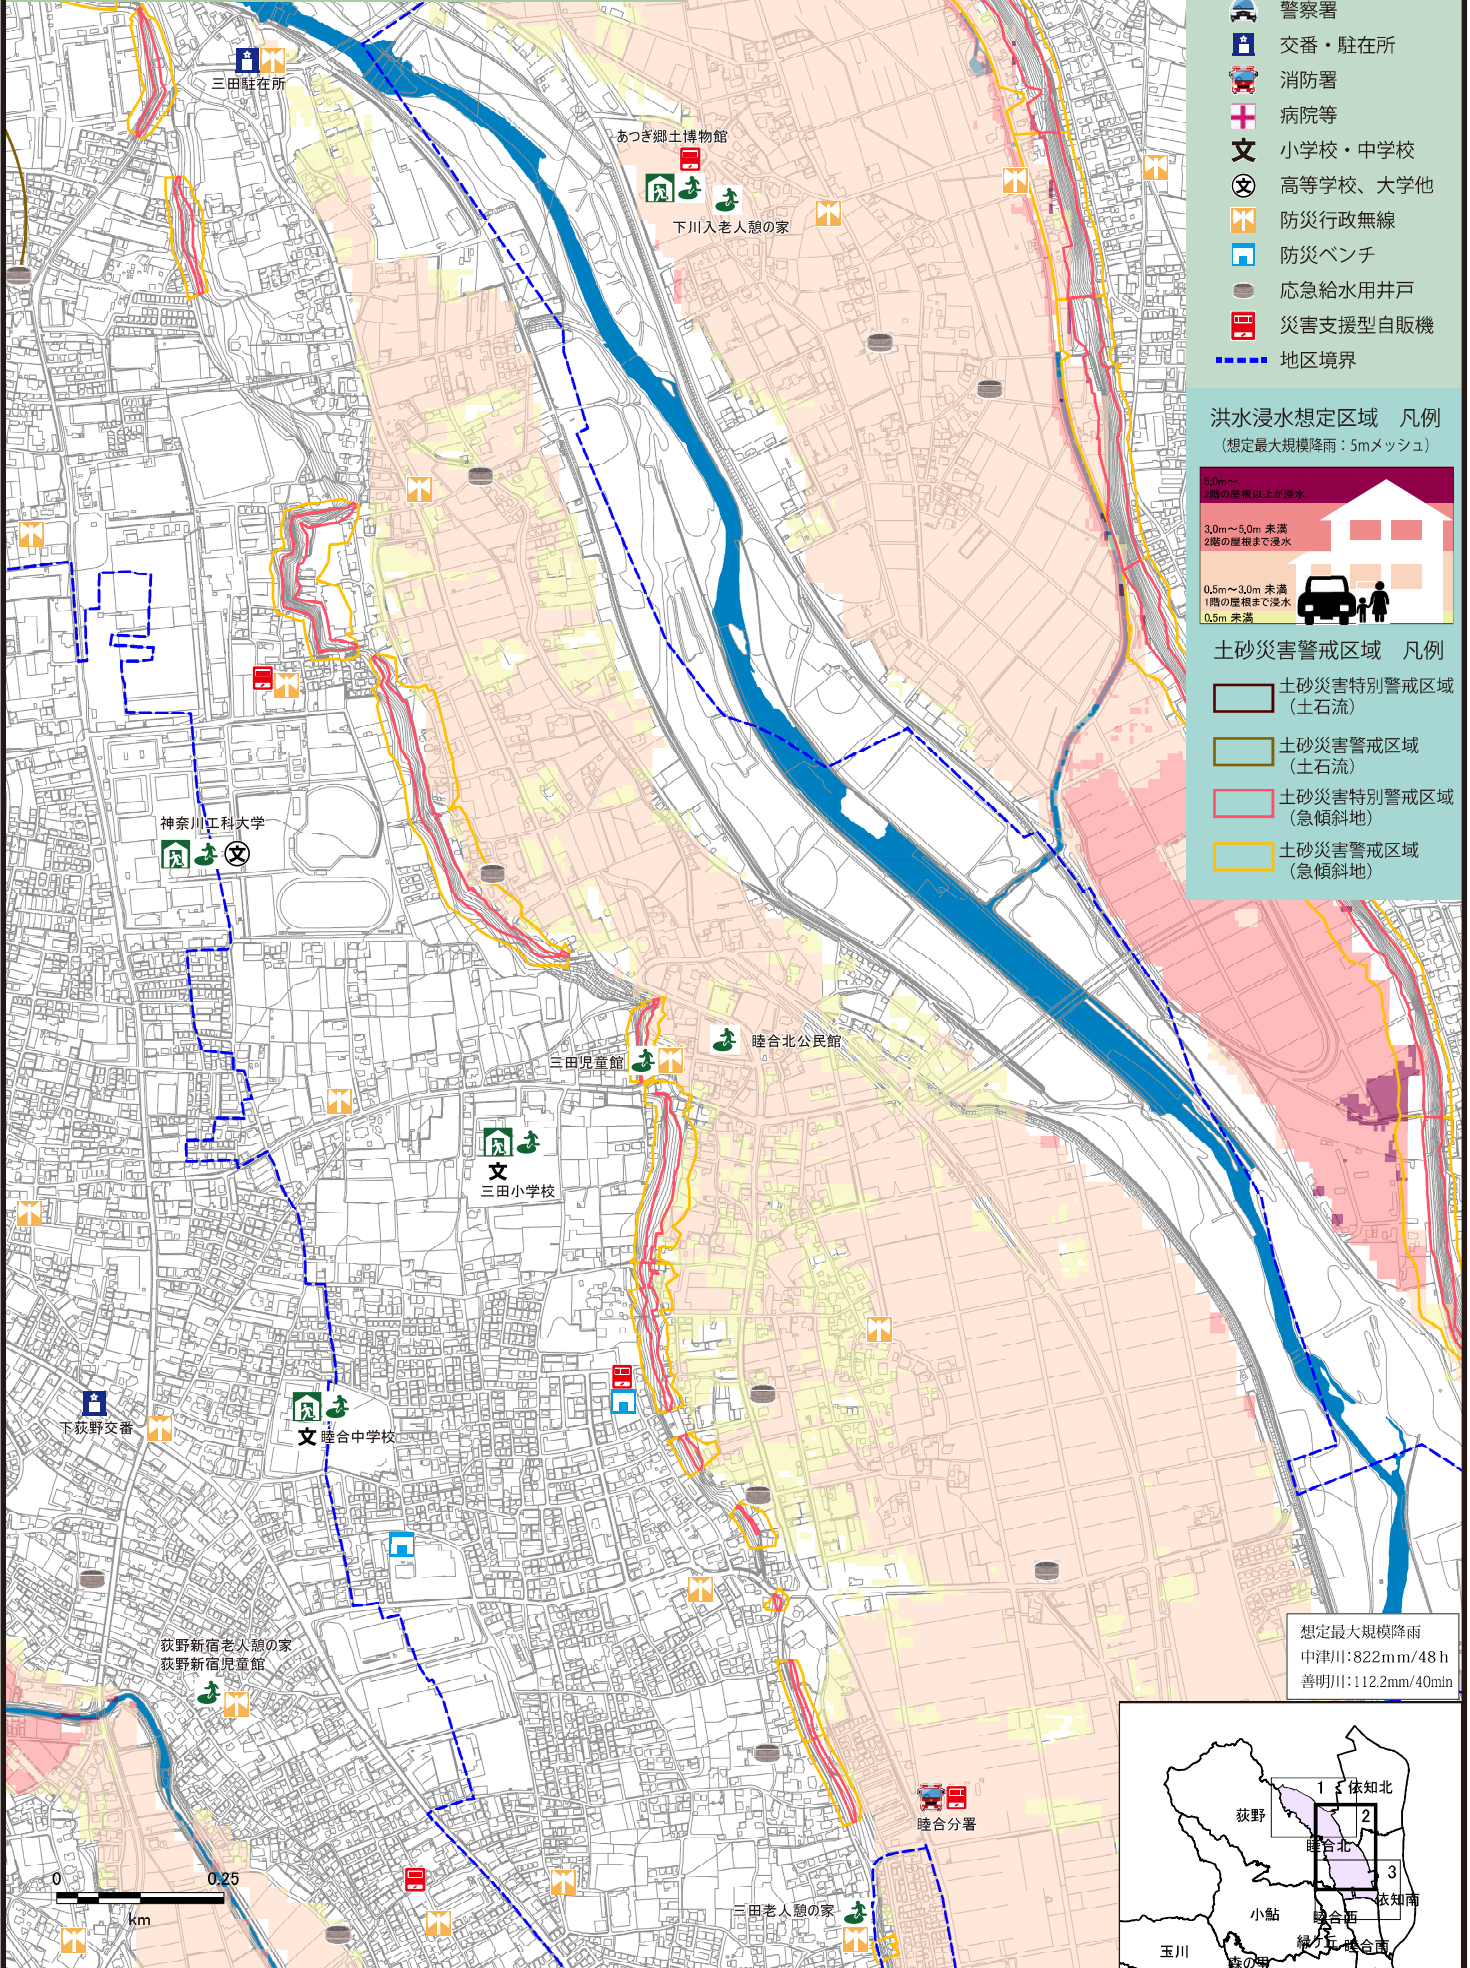 警察署
交番・駐在所
消防署
病院等
文 小学校・中学校
文 高等学校、大学他
防災行政無線
防災ベンチ
応急給水用井戸
災害支援型自販機
地区境界
洪水浸水想定区域 凡例
（想定最大規模降雨：5mメッシュ）
5.0m～
2階の屋根以上が浸水
3.0m～5.0m 未満
2階の屋根まで浸水
0.5m～3.0m 未満
1階の屋根まで浸水
0.5m 未満
土砂災害警戒区域 凡例
土砂災害特別警戒区域
（土石流）
土砂災害警戒区域
（土石流）
土砂災害特別警戒区域
（急傾斜地）
土砂災害警戒区域
（急傾斜地）
三田駐在所
あつぎ郷土博物館
下川入老人憩の家
神奈川工科大学
文
睦合北公民館
三田児童館
文
三田小学校
下荻野交番
文 睦合中学校
荻野新宿老人憩の家
荻野新宿児童館
睦合分署
三田老人憩の家
0 0.25
km
想定最大規模降雨
中津川：822mm/48h
善明川：112.2mm/40min
1 依知北
荻野 2
睦合北
3
依知南
小鮎 睦合西
緑ケ丘 睦合南
玉川
森の里